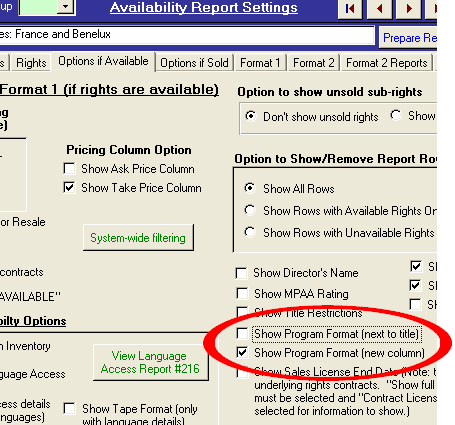 up
Availability Report Settings
es: France and Benelux
Prepare Re
s
Rights
Options if Available
Options if Sold
Format 1
Format 2
Format 2 Reports
Format 1 (if rights are available)
g
e)
Pricing Column Option
Show Ask Price Column
Show Take Price Column
or Resale
System-wide filtering
contracts
AVAILABLE"
bilty Options
n Inventory
guage Access
View Language
Access Report #216
cess details
nguages)
Show Tape Format (only
with language details)
Option to show unsold sub-rights
Don't show unsold rights
Show
Option to Show/Remove Report Ro
Show All Rows
Show Rows with Available Rights On
Show Rows with Unavailable Rights
Show Director's Name
Show MPAA Rating
Show Title Restrictions
Show Program Format (next to title)
Show Program Format (new column)
Show Sales License End Date (Note: t
underlying rights contracts. "Show full
must be selected and "Contract Licens
selected for information to show.)